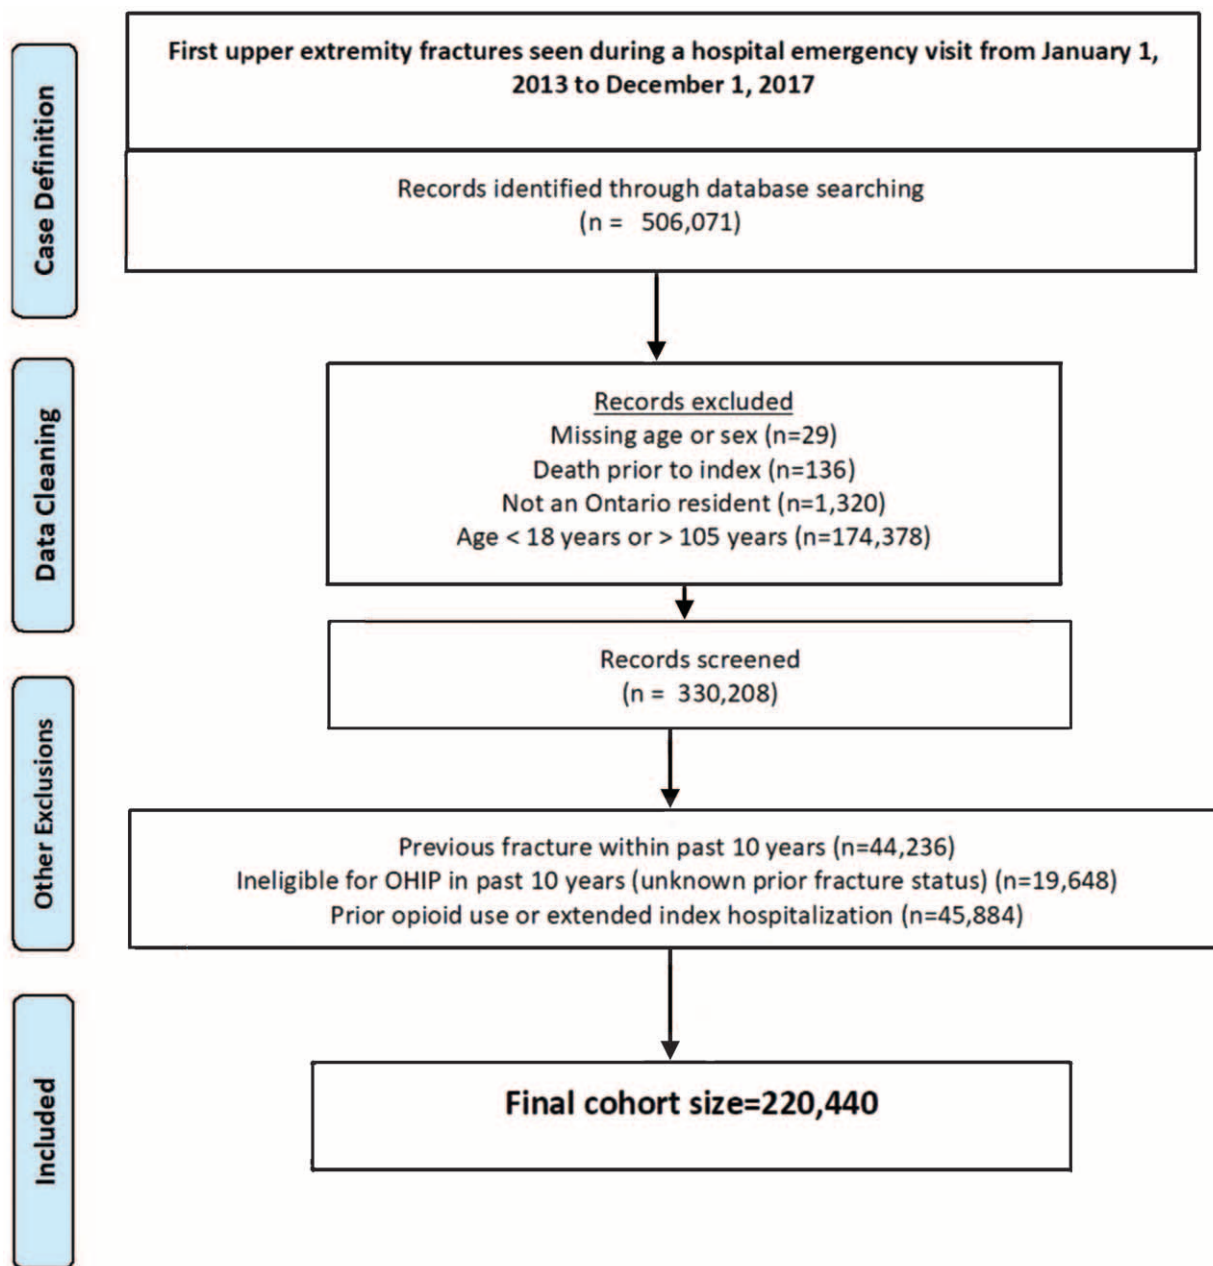 Case Definition
First upper extremity fractures seen during a hospital emergency visit from January 1,
2013 to December 1, 2017
Records identified through database searching
(n = 506,071)
Data Cleaning
Records excluded
Missing age or sex (n=29)
Death prior to index (n=136)
Not an Ontario resident (n=1,320)
Age < 18 years or > 105 years (n=174,378)
Records screened
(n = 330,208)
Other Exclusions
Previous fracture within past 10 years (n=44,236)
Ineligible for OHIP in past 10 years (unknown prior fracture status) (n=19,648)
Prior opioid use or extended index hospitalization (n=45,884)
Included
Final cohort size=220,440